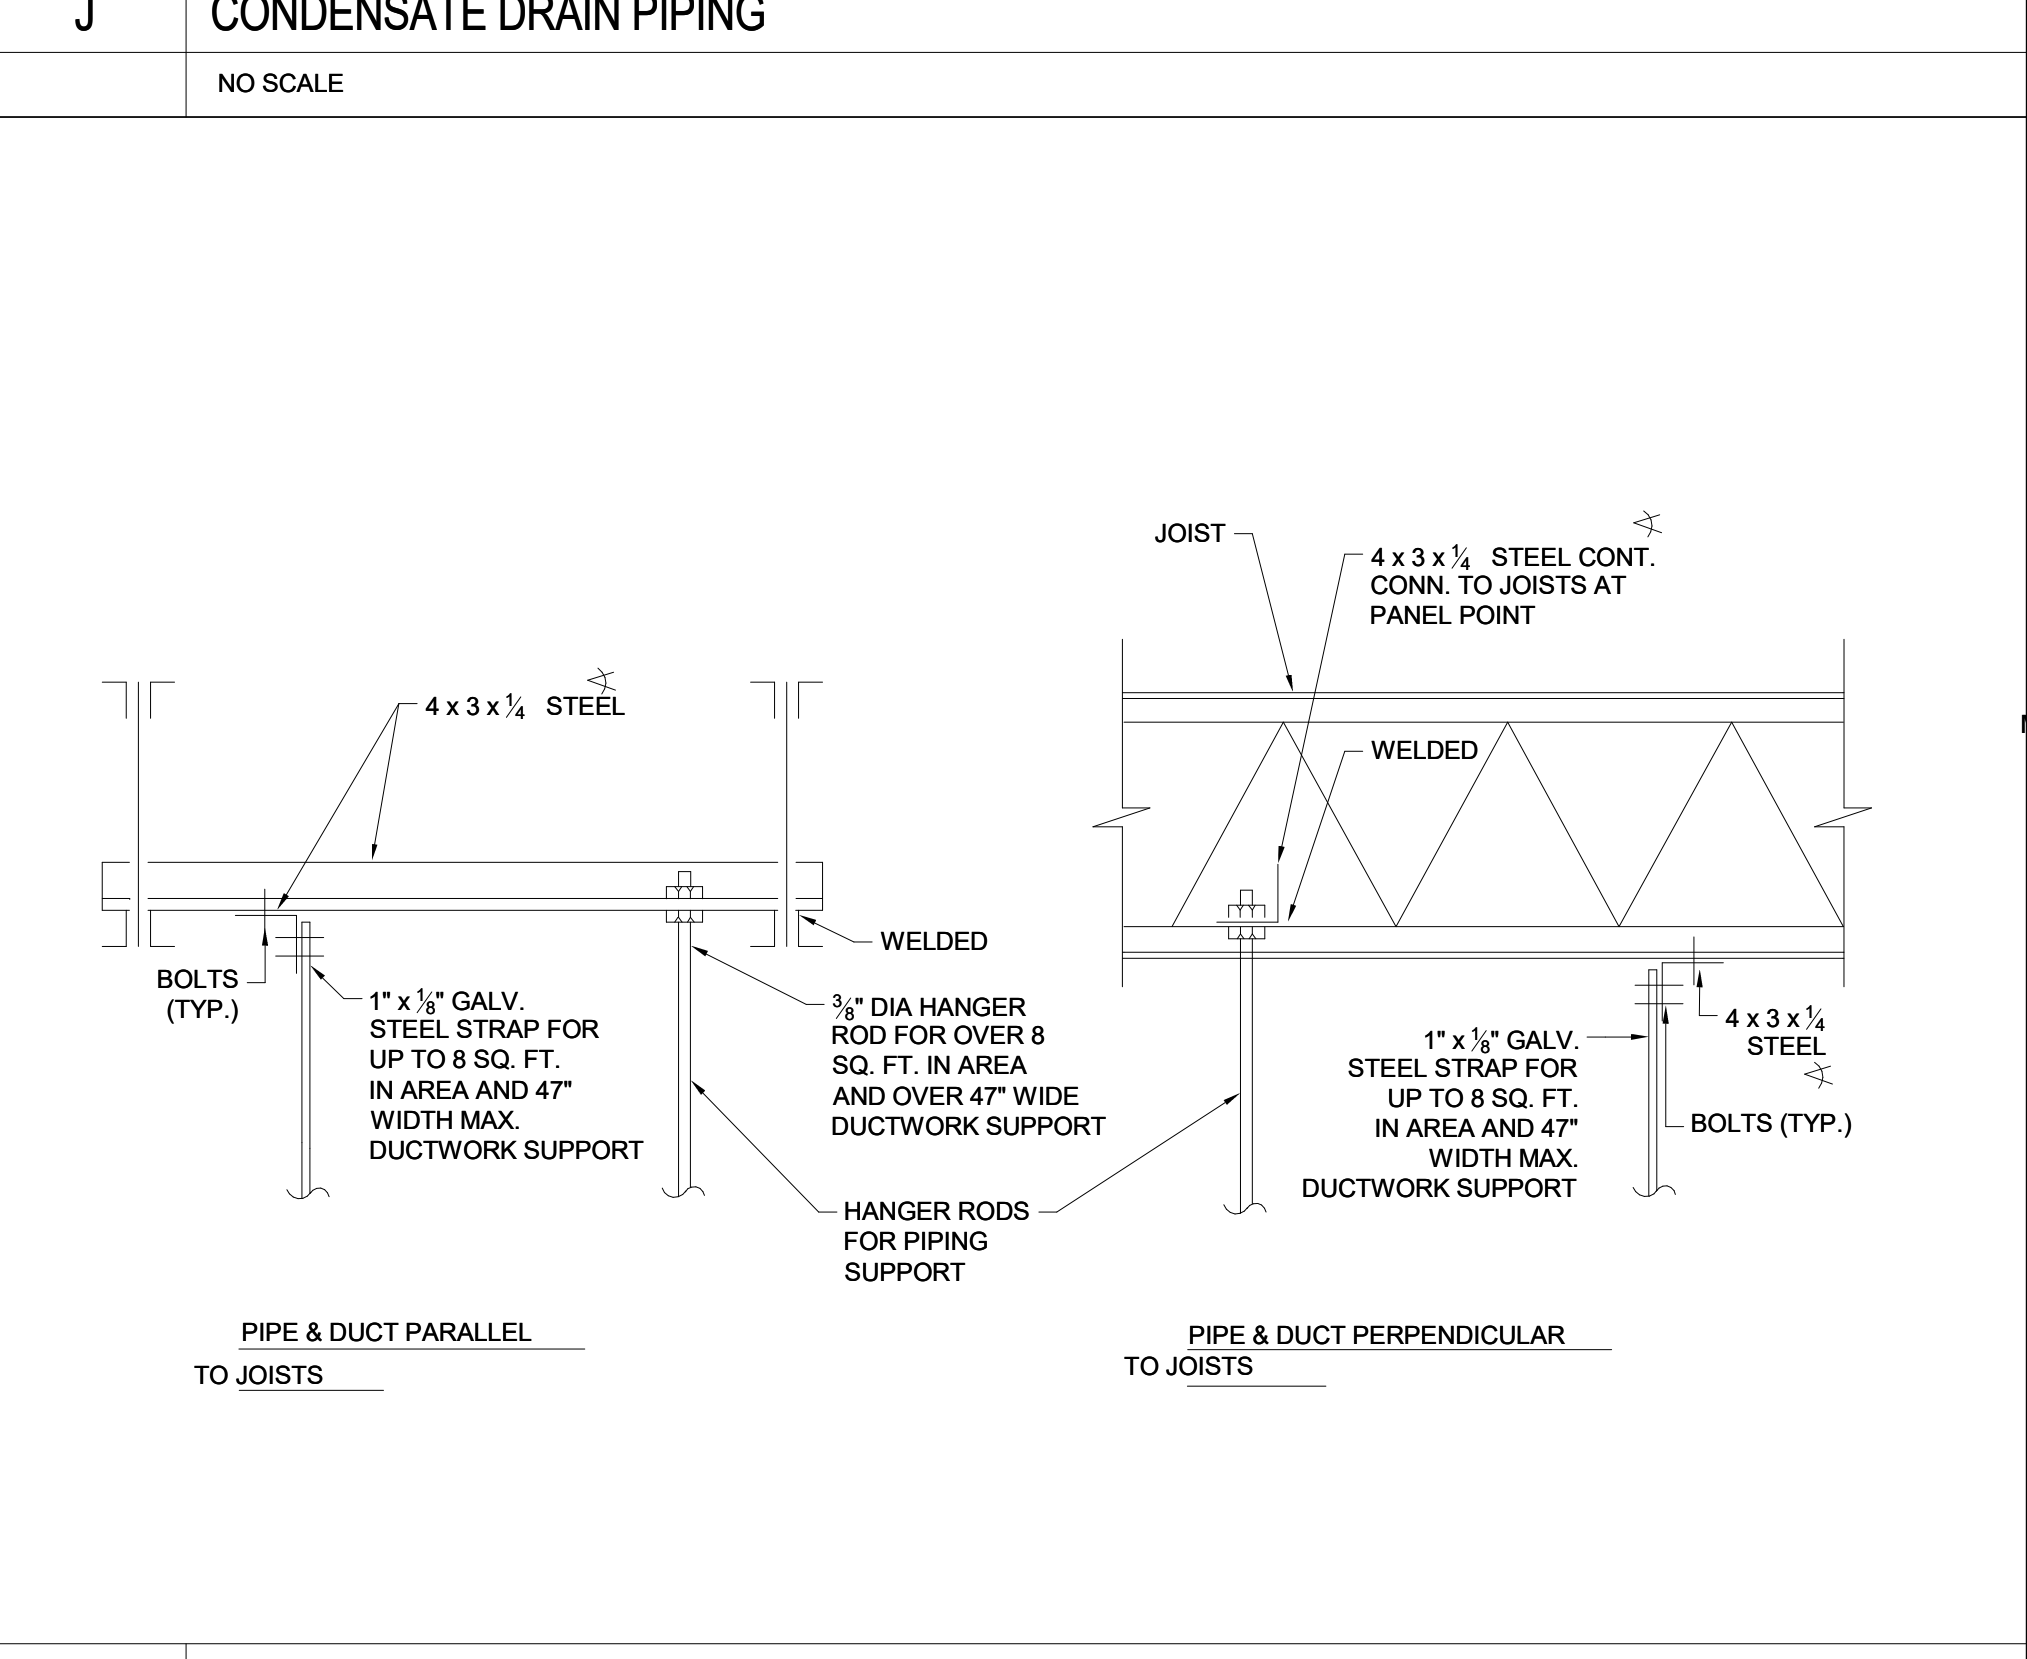 J
CONDENSATE DRAIN PIPING
NO SCALE
JOIST
4 x 3 x ¼ STEEL CONT.
CONN. TO JOISTS AT
PANEL POINT
4 x 3 x ¼ STEEL
WELDED
WELDED
BOLTS
(TYP.)
1" x ⅛" GALV.
STEEL STRAP FOR
UP TO 8 SQ. FT.
IN AREA AND 47"
WIDTH MAX.
DUCTWORK SUPPORT
⅜" DIA HANGER
ROD FOR OVER 8
SQ. FT. IN AREA
AND OVER 47" WIDE
DUCTWORK SUPPORT
HANGER RODS
FOR PIPING
SUPPORT
1" x ⅛" GALV.
STEEL STRAP FOR
UP TO 8 SQ. FT.
IN AREA AND 47"
WIDTH MAX.
DUCTWORK SUPPORT
4 x 3 x ¼
STEEL
BOLTS (TYP.)
PIPE & DUCT PARALLEL
TO JOISTS
PIPE & DUCT PERPENDICULAR
TO JOISTS